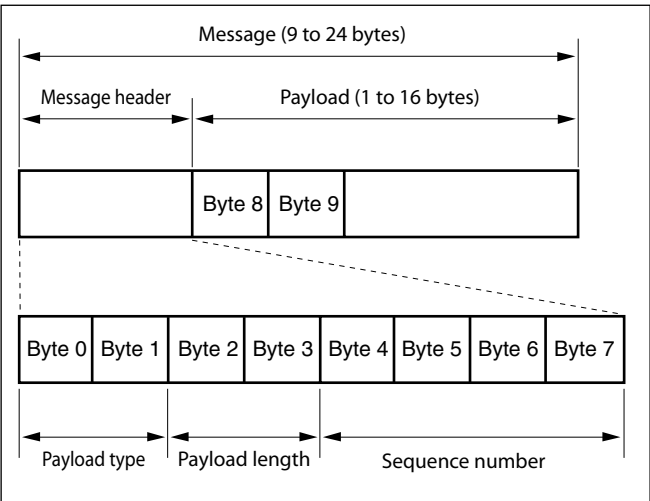 Message (9 to 24 bytes)
Message header Payload (1 to 16 bytes)
Byte 8 Byte 9
Byte 0 Byte 1 Byte 2 Byte 3 Byte 4 Byte 5 Byte 6 Byte 7
Payload type Payload length Sequence number